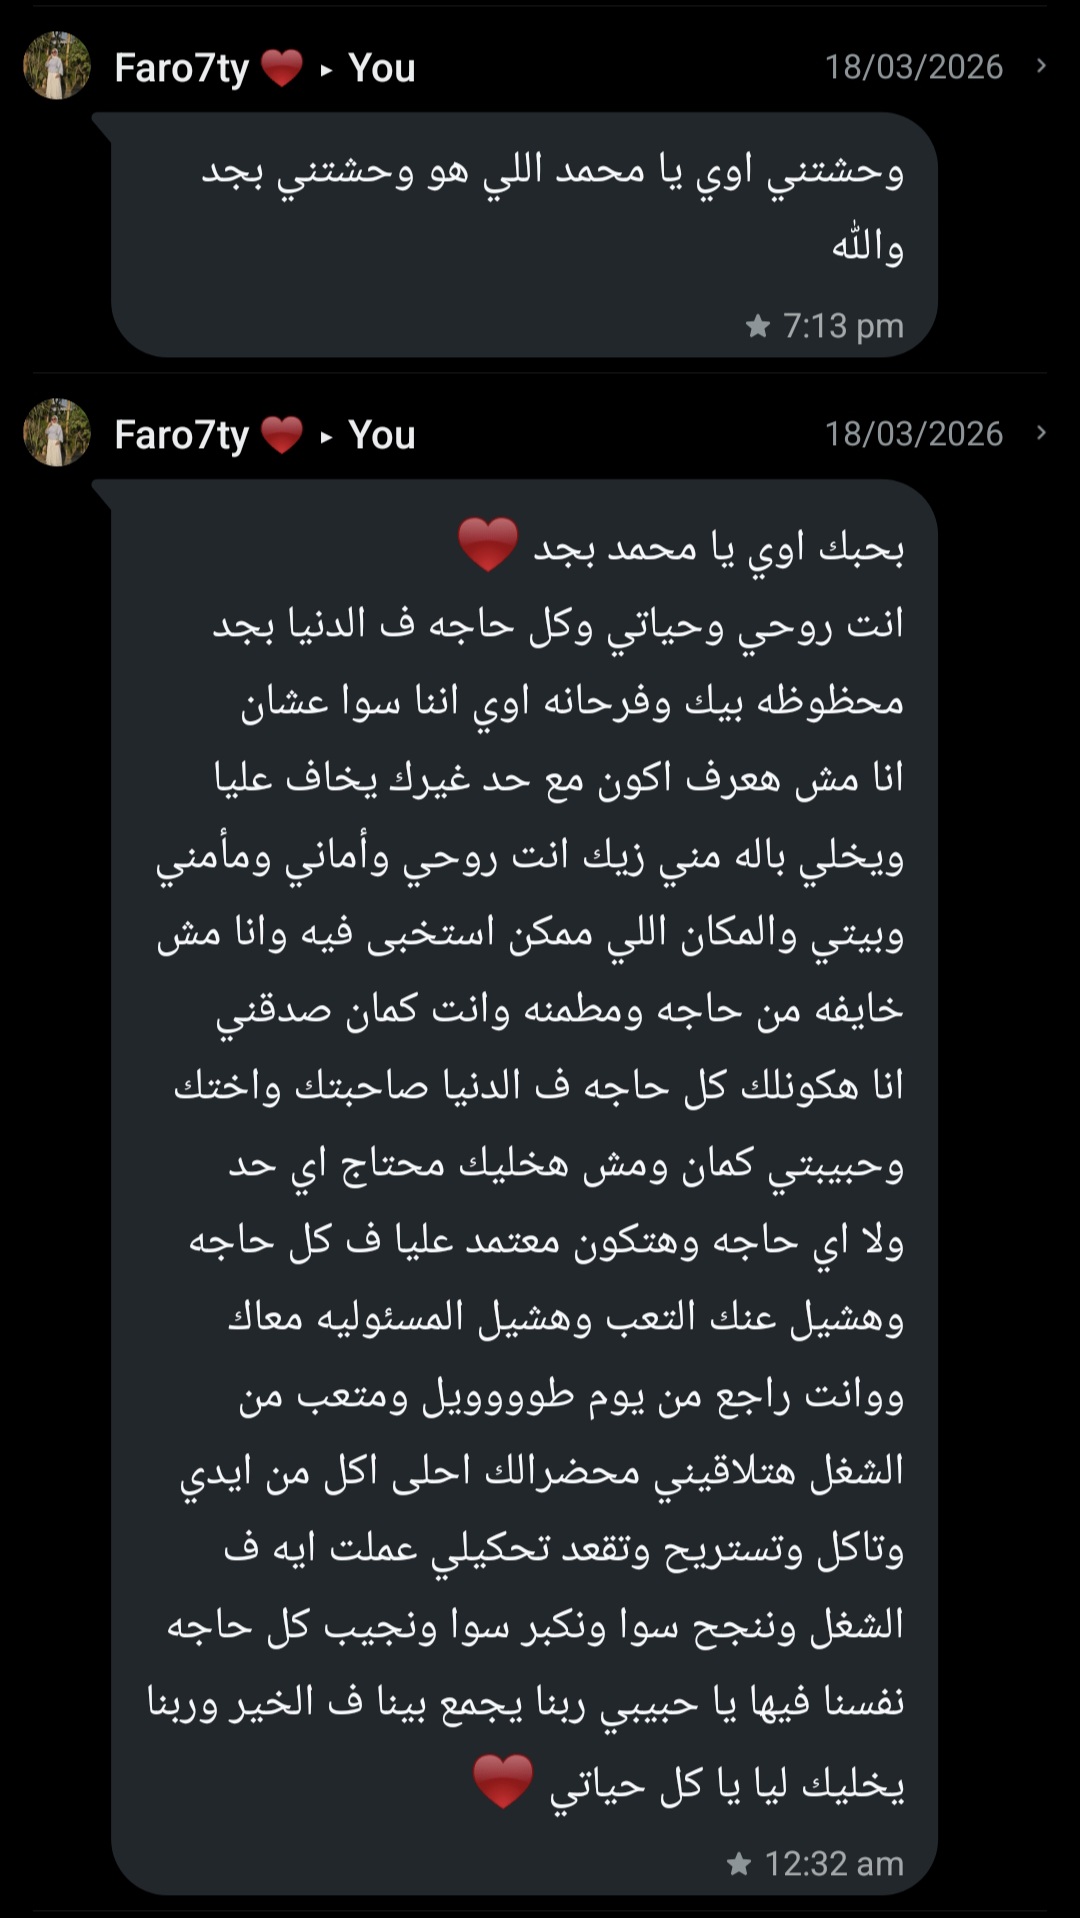 Faro7ty ❤️ ▸ You
18/03/2026
وحشتني اوي يا محمد اللي هو وحشتني بجد
والله
7:13 pm
Faro7ty ❤️ ▸ You
18/03/2026
بحبك اوي يا محمد بجد ❤️
انت روحي وحياتي وكل حاجه ف الدنيا بجد
محظوظه بيك وفرحانه اوي اننا سوا عشان
انا مش هعرف اكون مع حد غيرك يخاف عليا
ويخلي باله مني زيك انت روحي وأماني ومأمني
وبيتي والمكان اللي ممكن استخبى فيه وانا مش
خايفه من حاجه ومطمنه وانت كمان صدقني
انا هكونلك كل حاجه ف الدنيا صاحبتك واختك
وحبيبتي كمان ومش هخليك محتاج اي حد
ولا اي حاجه وهتكون معتمد عليا ف كل حاجه
وهشيل عنك التعب وهشيل المسئوليه معاك
ووانت راجع من يوم طووووويل ومتعب من
الشغل هتلاقيني محضرالك احلى اكل من ايدي
وتاكل وتستريح وتقعد تحكيلي عملت ايه ف
الشغل وننجح سوا ونكبر سوا ونجيب كل حاجه
نفسنا فيها يا حبيبي ربنا يجمع بينا ف الخير وربنا
يخليك ليا يا كل حياتي ❤️
12:32 am